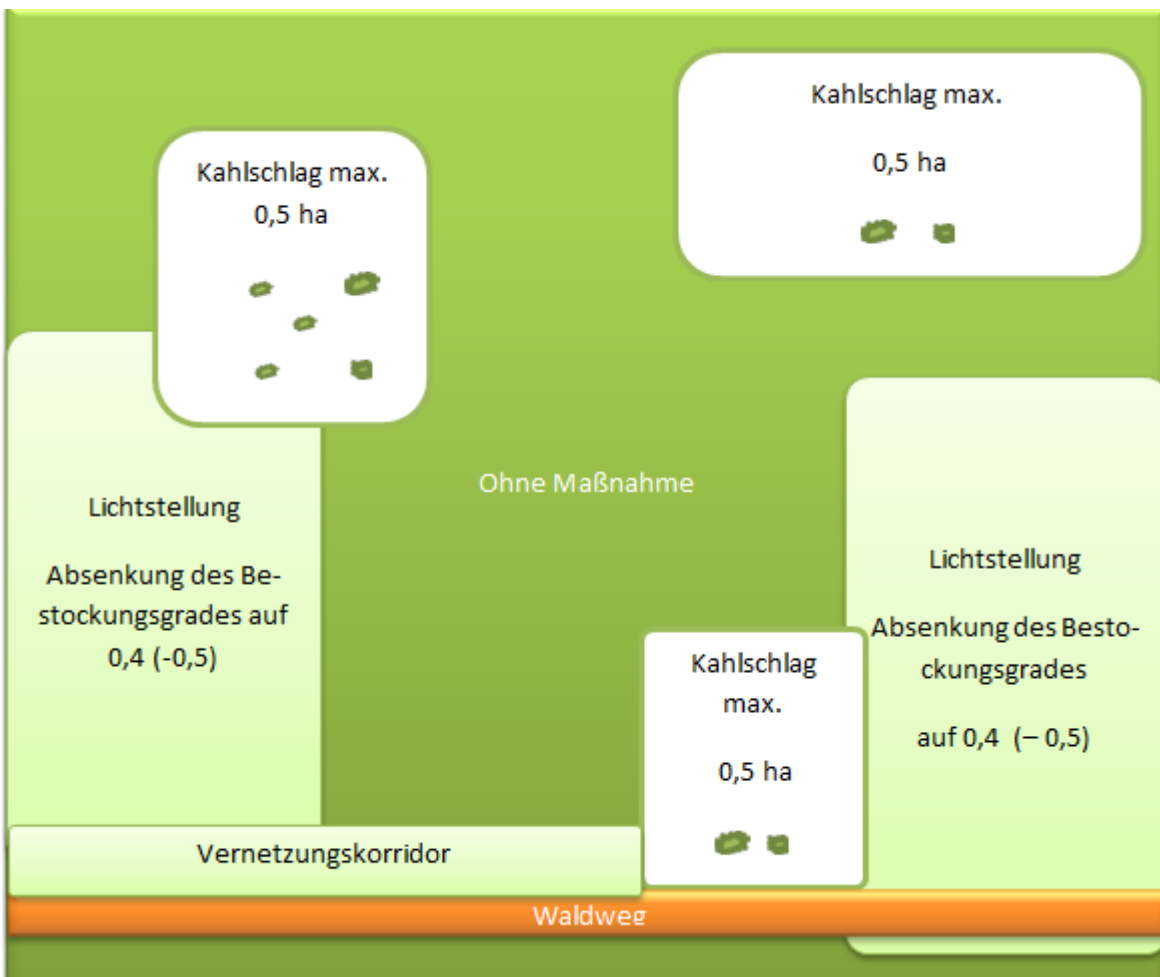 Kahlschlag max.
0,5 ha
Kahlschlag max.
0,5 ha
Ohne Maßnahme
Lichtstellung
Absenkung des Be-
stockungsgrades auf
0,4 (-0,5)
Lichtstellung
Absenkung des Besto-
ckungsgrades
auf 0,4 (– 0,5)
Kahlschlag
max.
0,5 ha
Vernetzungskorridor
Waldweg